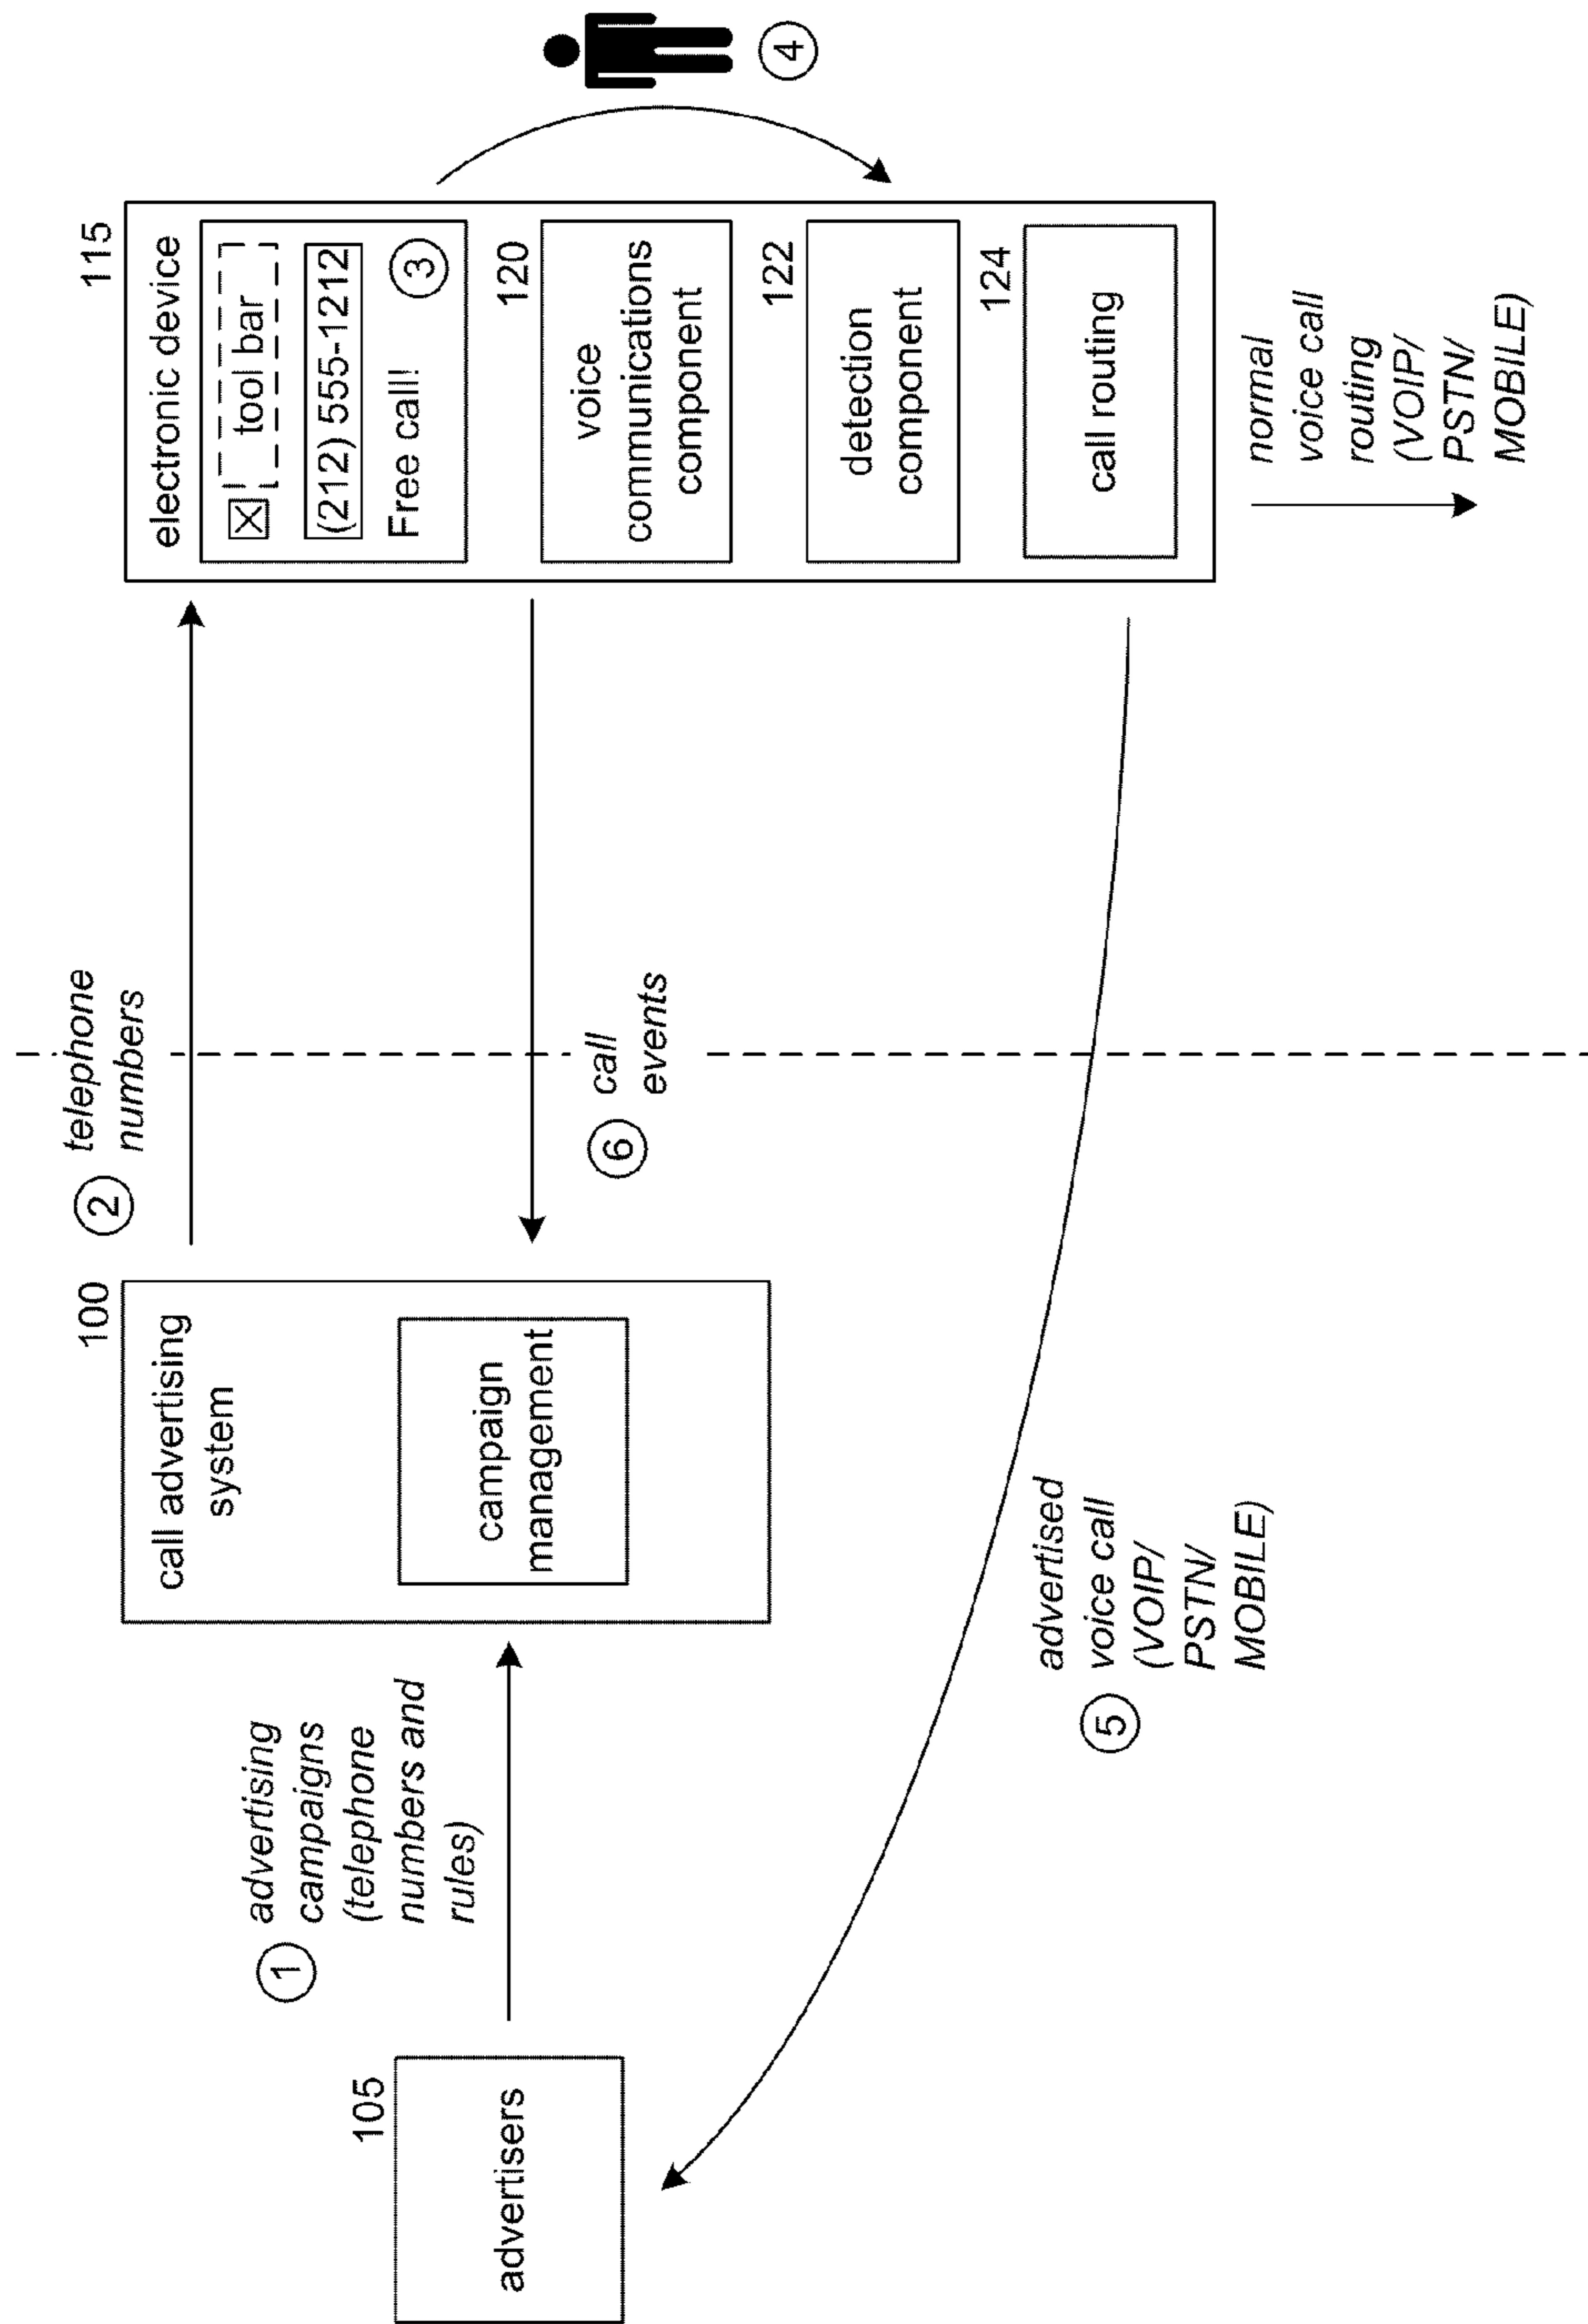 105
advertisers
1
advertising
campaigns
(telephone
numbers and
rules)
100
call advertising
system
campaign
management
2
telephone
numbers
6
call
events
5
advertised
voice call
(VOIP/
PSTN/
MOBILE)
115
electronic device
tool bar
(212) 555-1212
Free call!
3
120
voice
communications
component
122
detection
component
124
call routing
4
normal
voice call
routing
(VOIP/
PSTN/
MOBILE)